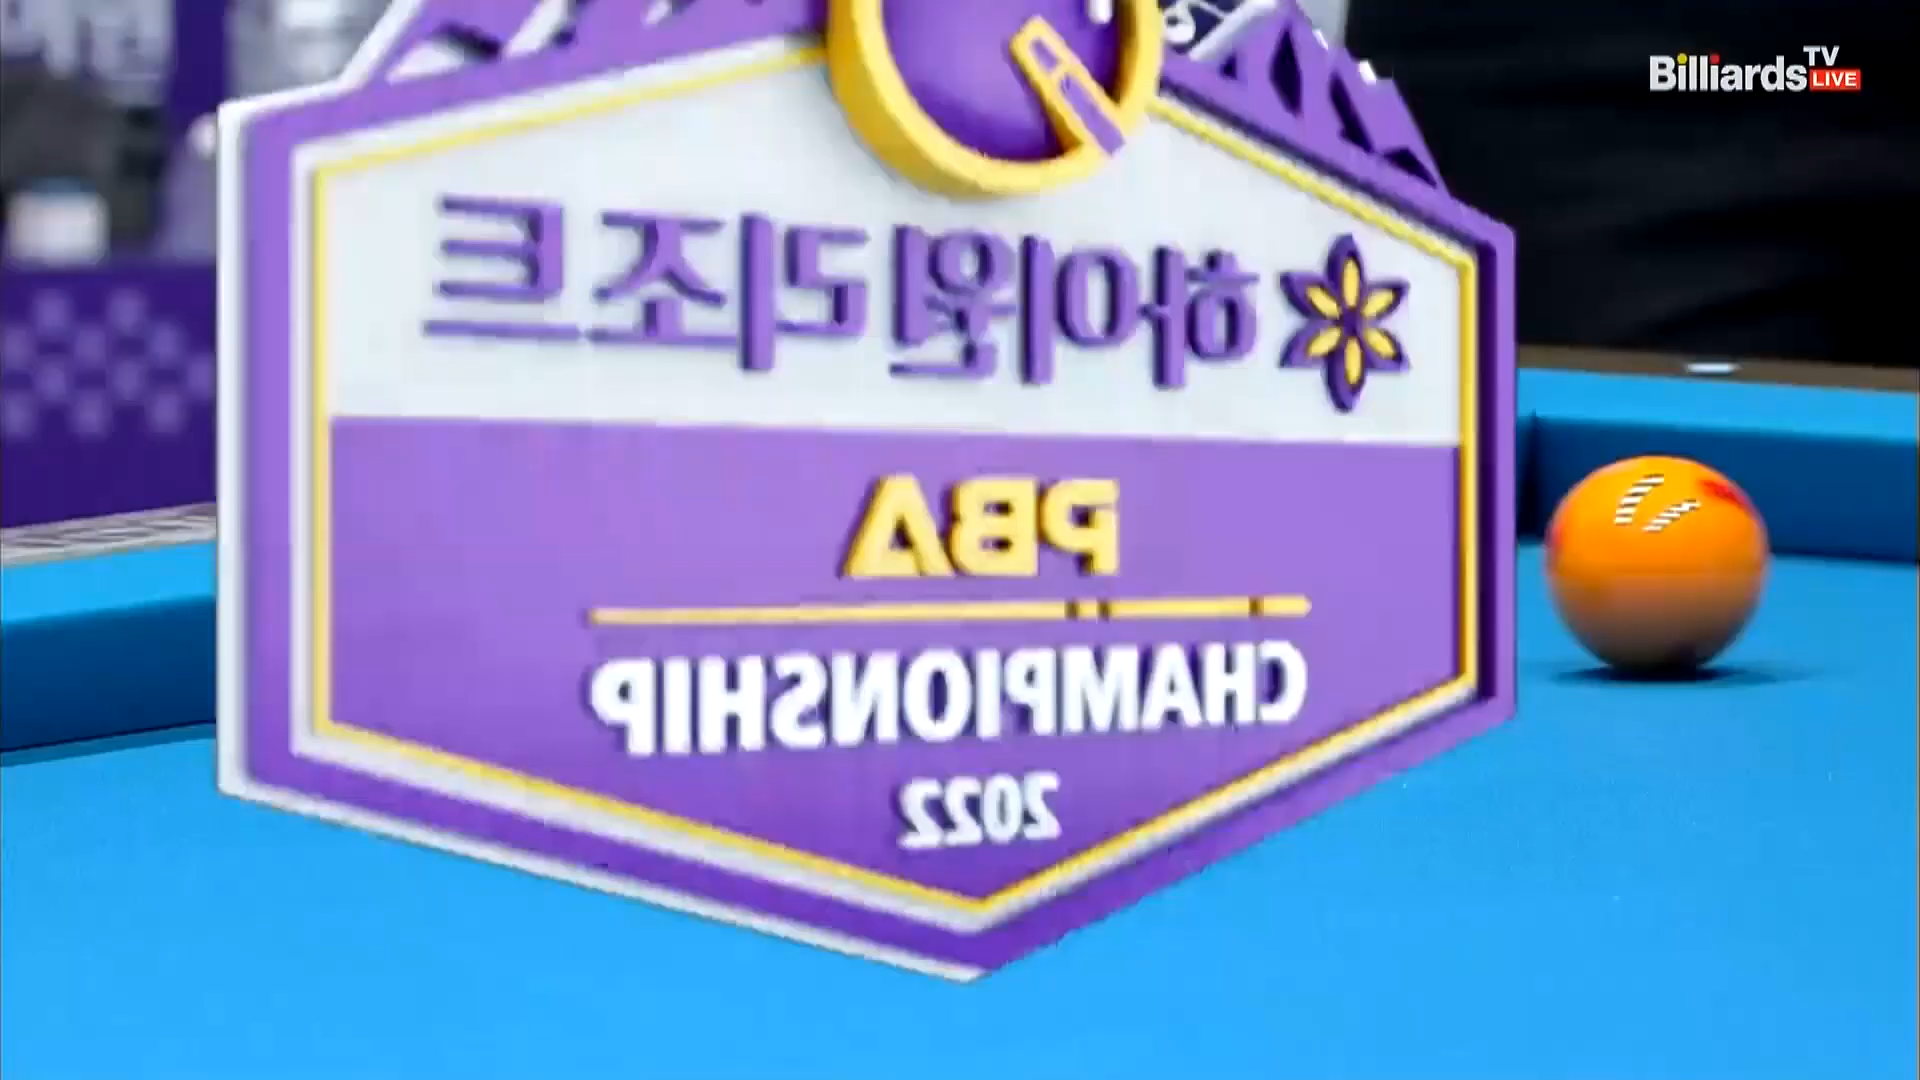 Billiards TV
LIVE
하이원리조트
PBA
CHAMPIONSHIP
2022